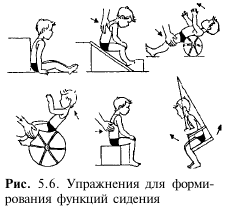 Рис. 5.6. Упражнения для форми-
рования функций сидения